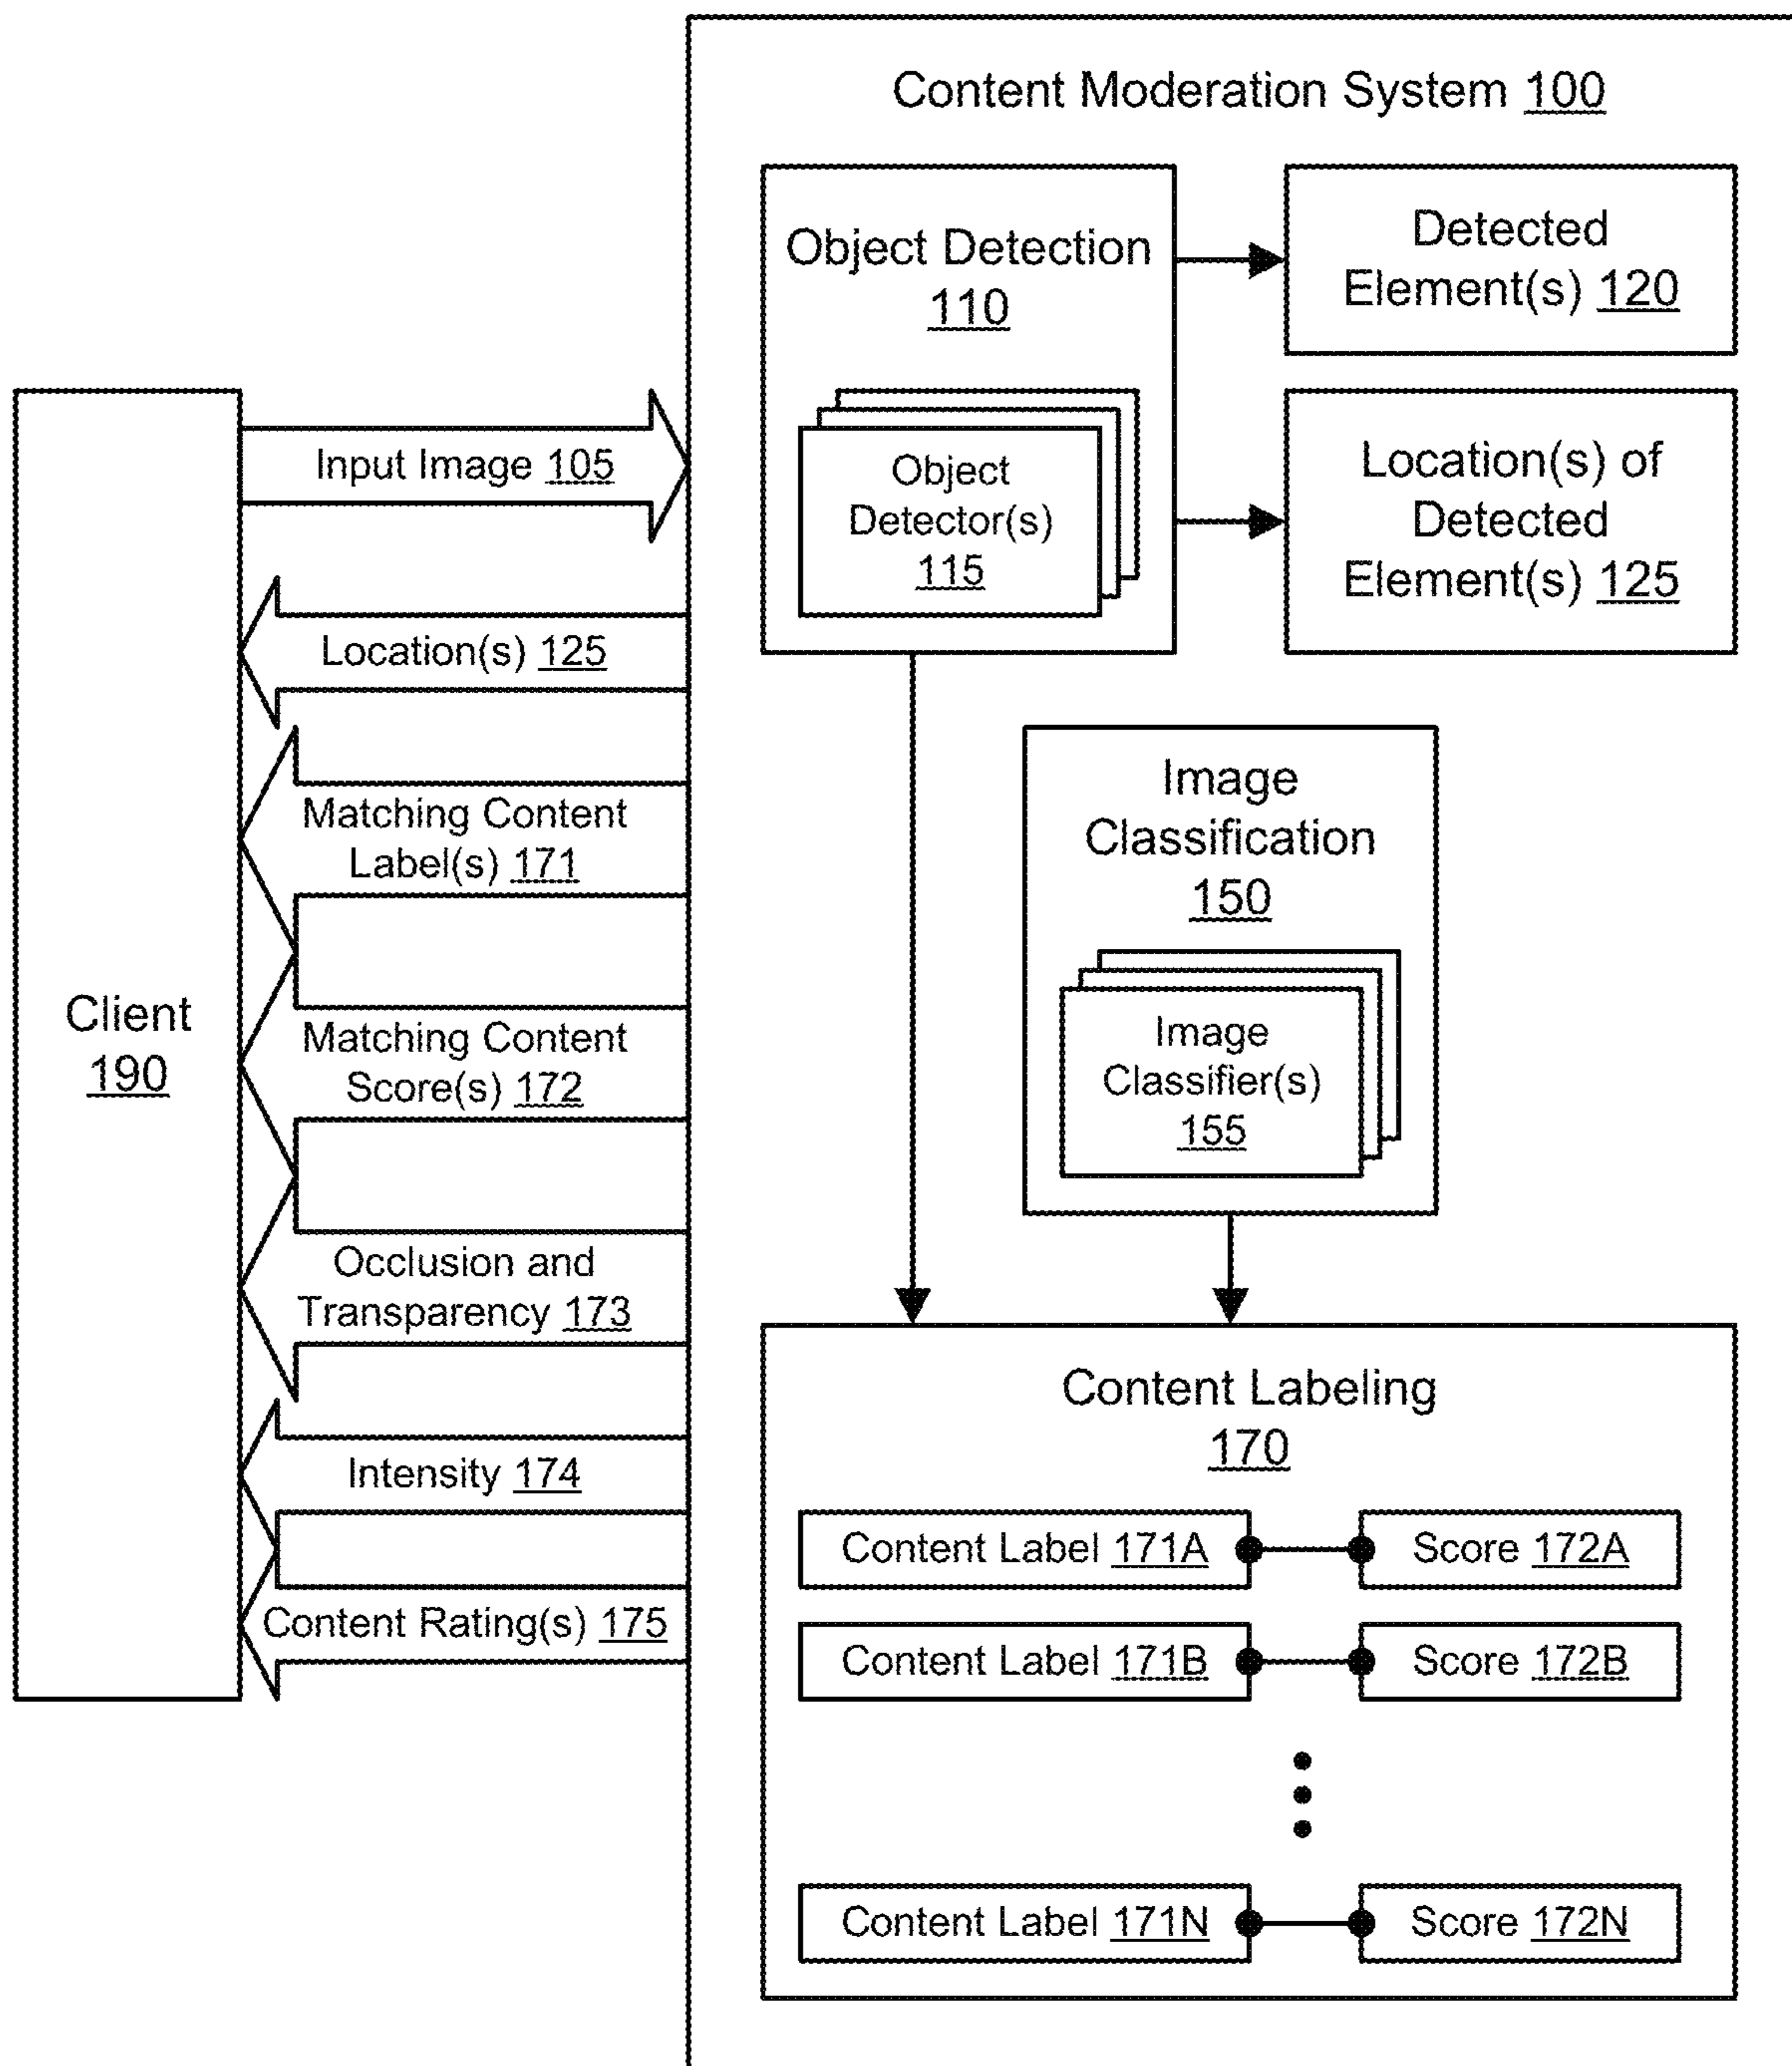 Content Moderation System 100
Object Detection
110
Object
Detector(s)
115
Detected
Element(s) 120
Location(s) of
Detected
Element(s) 125
Client
190
Input Image 105
Location(s) 125
Matching Content
Label(s) 171
Matching Content
Score(s) 172
Occlusion and
Transparency 173
Intensity 174
Content Rating(s) 175
Image
Classification
150
Image
Classifier(s)
155
Content Labeling
170
Content Label 171A
Score 172A
Content Label 171B
Score 172B
Content Label 171N
Score 172N